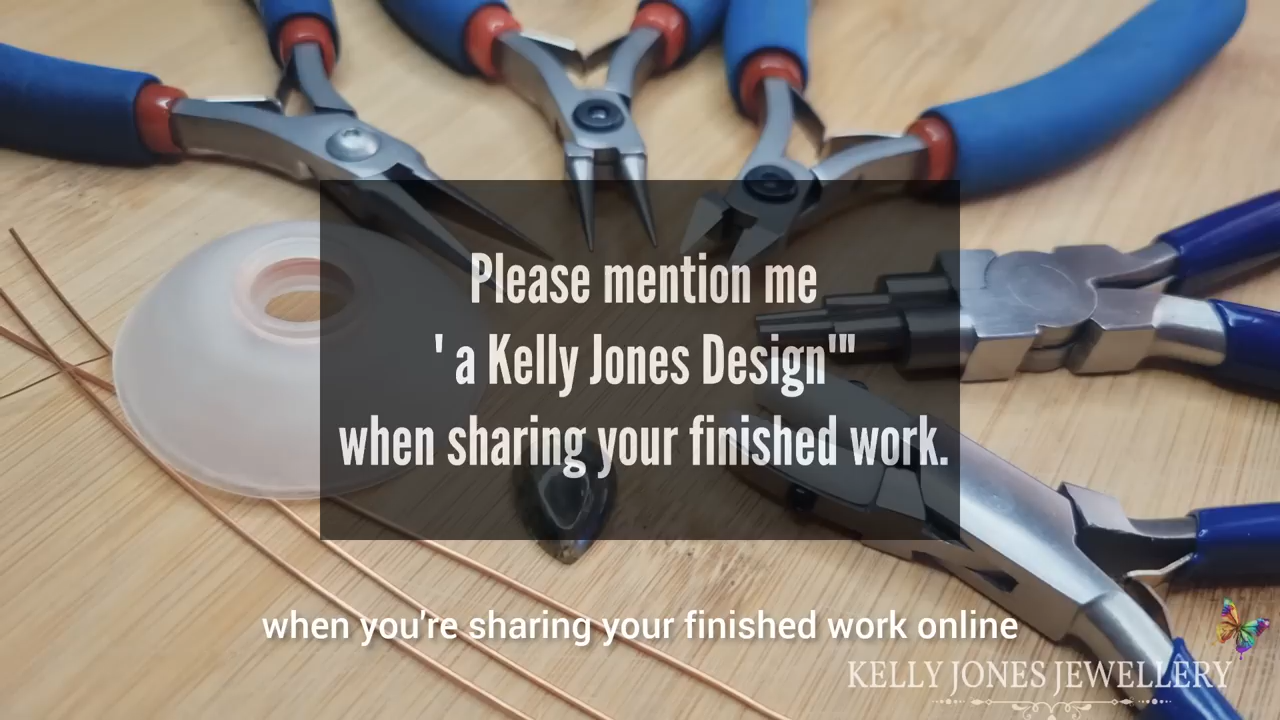 Please mention me
' a Kelly Jones Design'"
when sharing your finished work.
when you're sharing your finished work online
KELLY JONES JEWELLERY